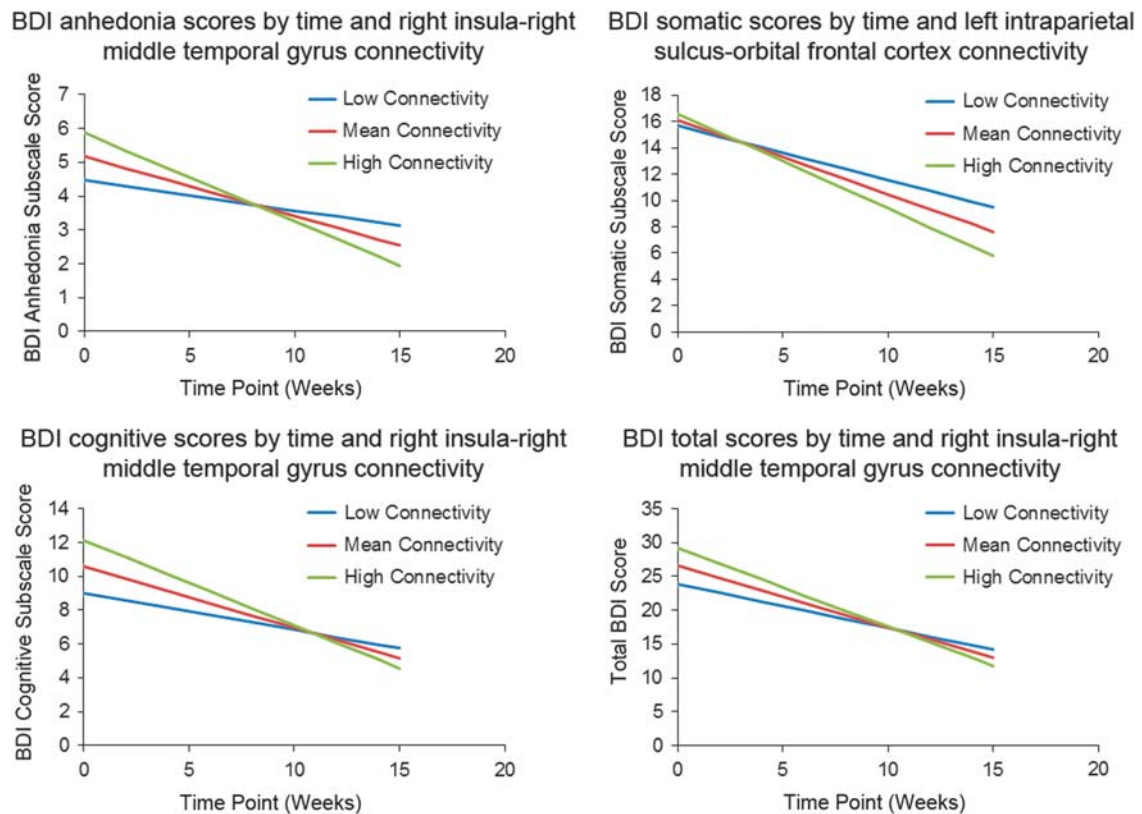 BDI anhedonia scores by time and right insula-right
middle temporal gyrus connectivity
BDI Anhedonia Subscale Score
7
6
5
4
3
2
1
0
Low Connectivity
Mean Connectivity
High Connectivity
0
5
10
15
20
Time Point (Weeks)
BDI somatic scores by time and left intraparietal
sulcus-orbital frontal cortex connectivity
BDI Somatic Subscale Score
18
16
14
12
10
8
6
4
2
0
Low Connectivity
Mean Connectivity
High Connectivity
0
5
10
15
20
Time Point (Weeks)
BDI cognitive scores by time and right insula-right
middle temporal gyrus connectivity
BDI Cognitive Subscale Score
14
12
10
8
6
4
2
0
Low Connectivity
Mean Connectivity
High Connectivity
0
5
10
15
20
Time Point (Weeks)
BDI total scores by time and right insula-right
middle temporal gyrus connectivity
Total BDI Score
35
30
25
20
15
10
5
0
Low Connectivity
Mean Connectivity
High Connectivity
0
5
10
15
20
Time Point (Weeks)